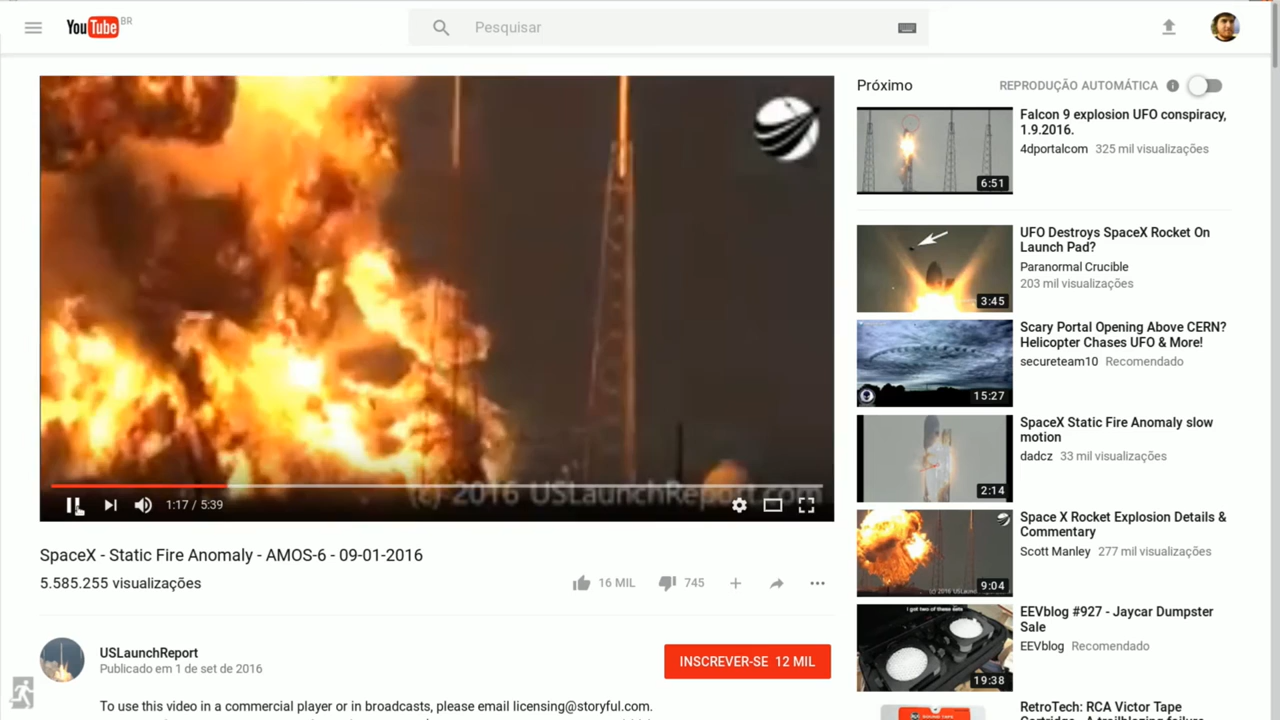 YouTube BR
Pesquisar
(c) 2016 USLaunchReport.com
1:17 / 5:39
SpaceX - Static Fire Anomaly - AMOS-6 - 09-01-2016
5.585.255 visualizações
16 MIL
745
USLaunchReport
Publicado em 1 de set de 2016
INSCREVER-SE 12 MIL
To use this video in a commercial player or in broadcasts, please email licensing@storyful.com.
Próximo
REPRODUÇÃO AUTOMÁTICA
6:51
Falcon 9 explosion UFO conspiracy,
1.9.2016.
4dportalcom 325 mil visualizações
3:45
UFO Destroys SpaceX Rocket On
Launch Pad?
Paranormal Crucible
203 mil visualizações
15:27
Scary Portal Opening Above CERN?
Helicopter Chases UFO & More!
secureteam10 Recomendado
2:14
SpaceX Static Fire Anomaly slow
motion
dadcz 33 mil visualizações
9:04
Space X Rocket Explosion Details &
Commentary
Scott Manley 277 mil visualizações
I got two of these sets
19:38
EEVblog #927 - Jaycar Dumpster
Sale
EEVblog Recomendado
RetroTech: RCA Victor Tape